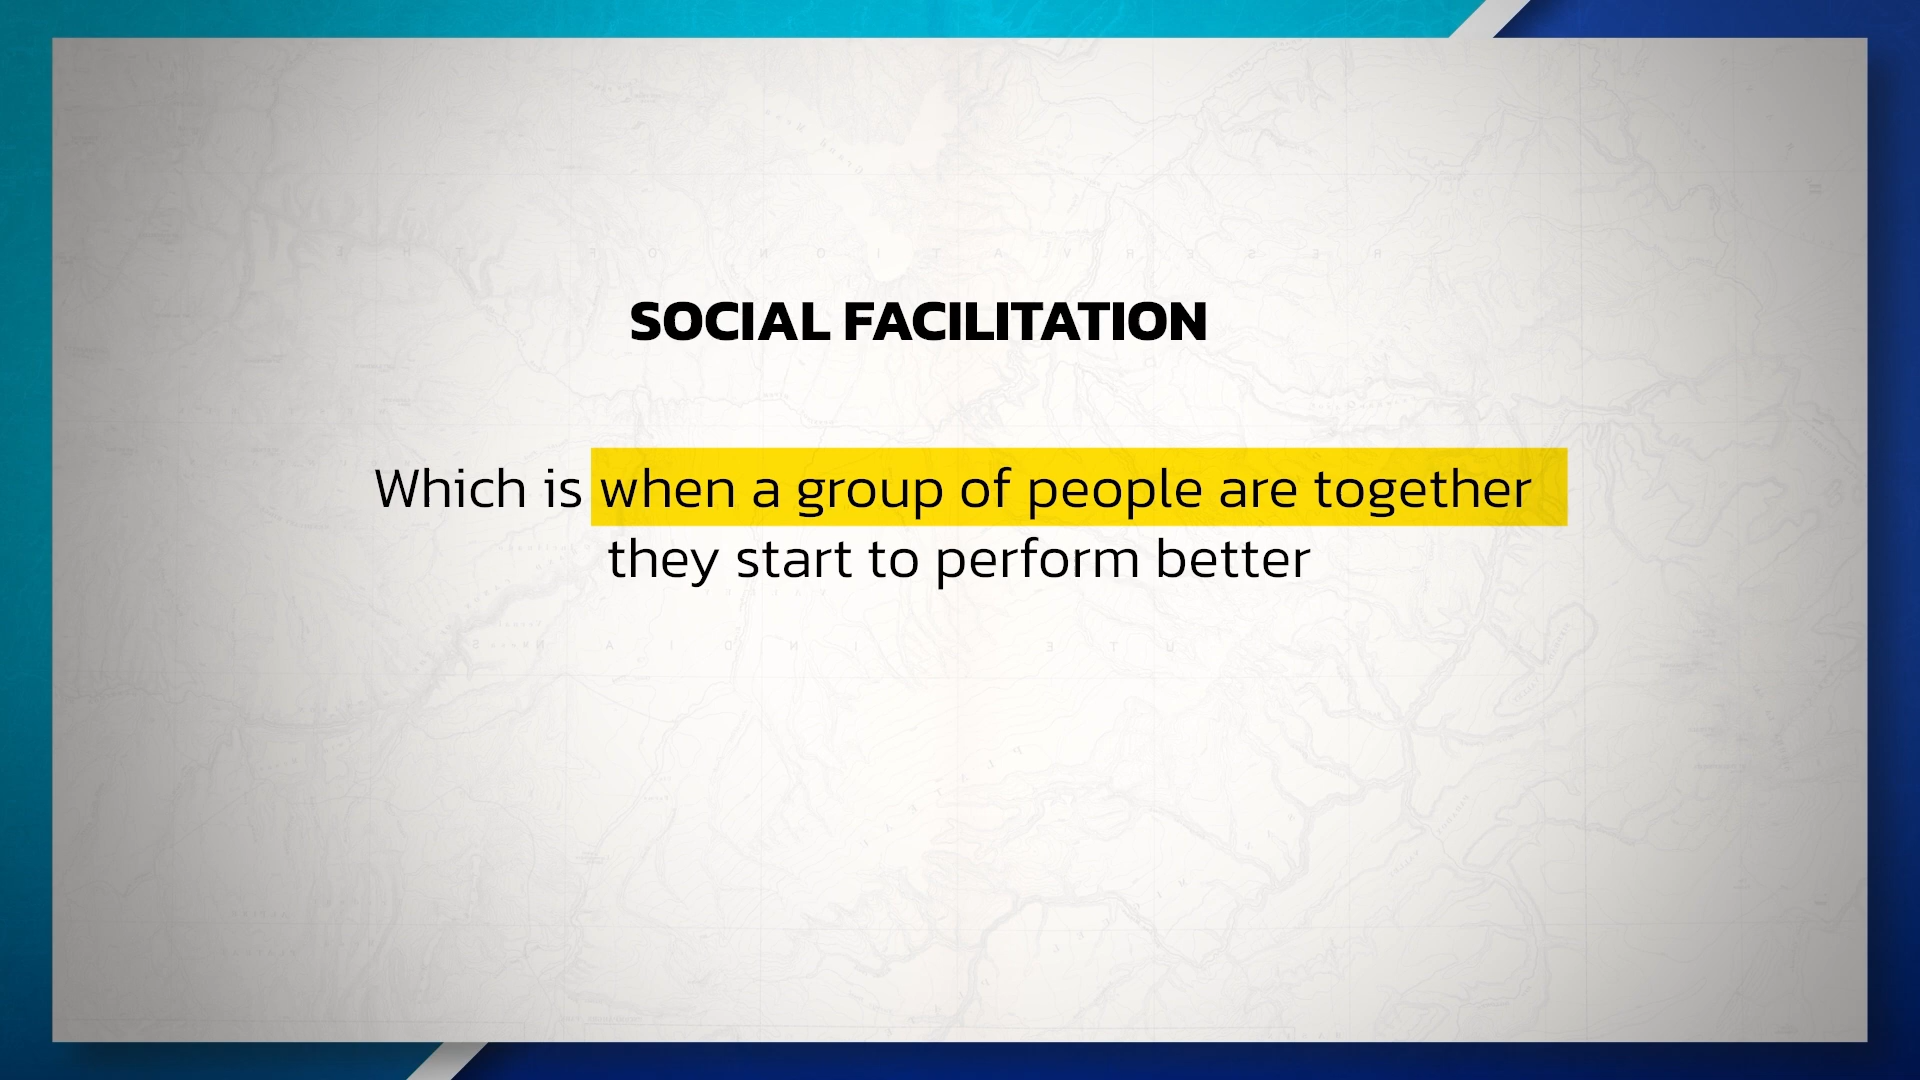 SOCIAL FACILITATION
Which is when a group of people are together
they start to perform better